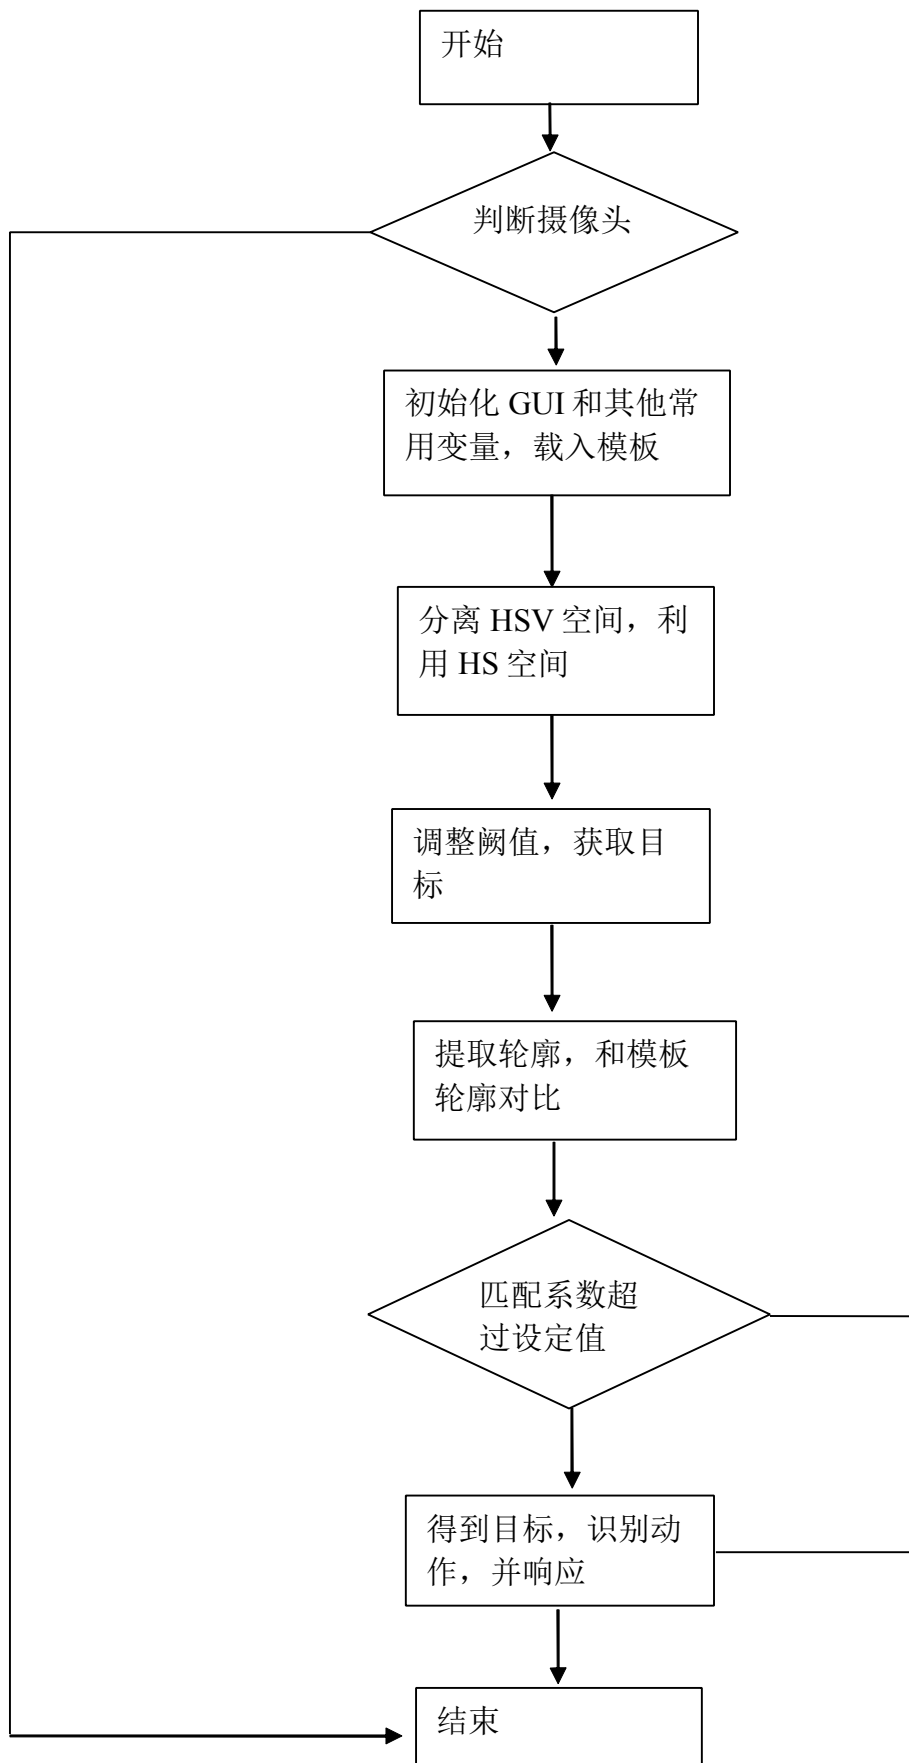 开始
判断摄像头
初始化 GUI 和其他常
用变量，载入模板
分离 HSV 空间，利
用 HS 空间
调整阙值，获取目
标
提取轮廓，和模板
轮廓对比
匹配系数超
过设定值
得到目标，识别动
作，并响应
结束